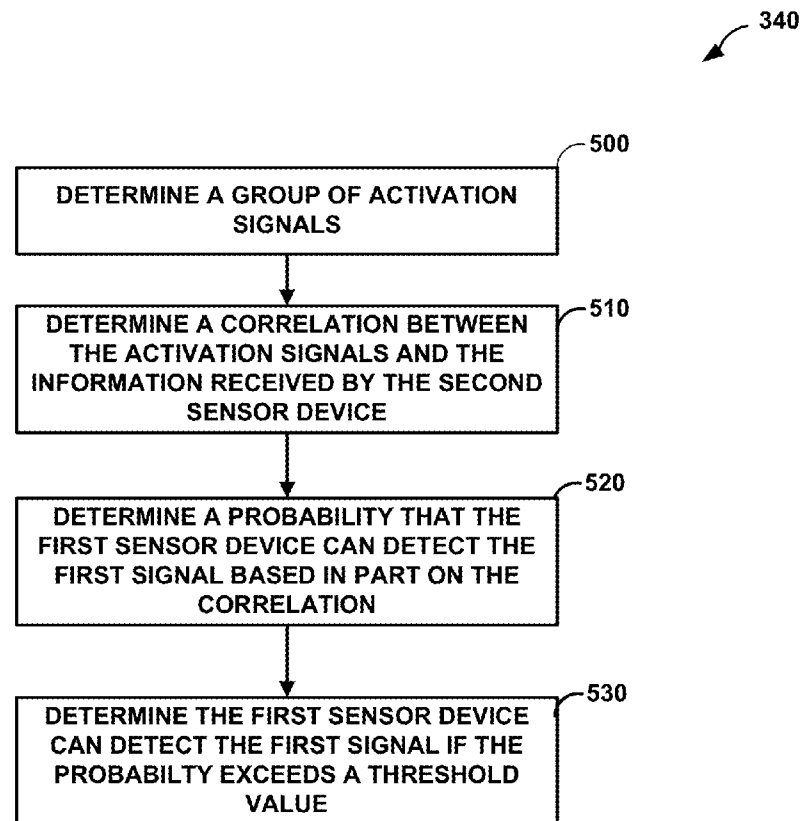 340
500
DETERMINE A GROUP OF ACTIVATION
SIGNALS
510
DETERMINE A CORRELATION BETWEEN
THE ACTIVATION SIGNALS AND THE
INFORMATION RECEIVED BY THE SECOND
SENSOR DEVICE
520
DETERMINE A PROBABILITY THAT THE
FIRST SENSOR DEVICE CAN DETECT THE
FIRST SIGNAL BASED IN PART ON THE
CORRELATION
530
DETERMINE THE FIRST SENSOR DEVICE
CAN DETECT THE FIRST SIGNAL IF THE
PROBABILTY EXCEEDS A THRESHOLD
VALUE